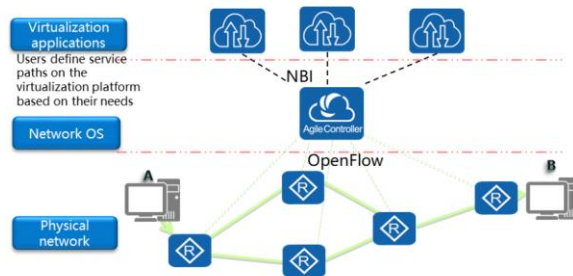 Virtualization
applications
Users define service
paths on the
virtualization platform
based on their needs
NBI
Network OS
Agile Controller
OpenFlow
A
B
R
R
R
R
R
Physical
network